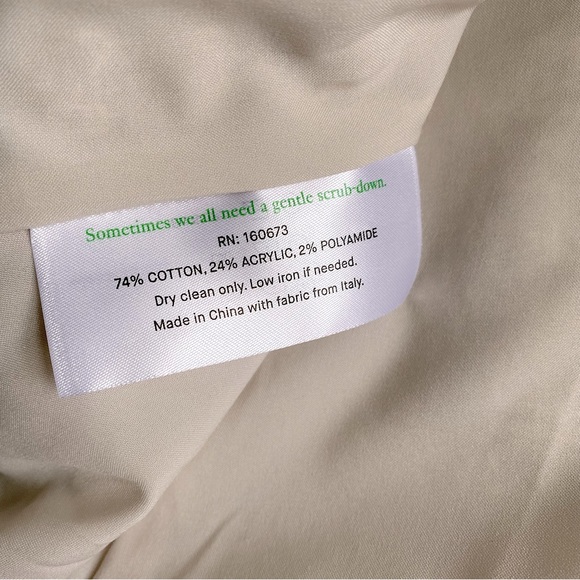 Sometimes we all need a gentle scrub-down.
RN: 160673
74% COTTON, 24% ACRYLIC, 2% POLYAMIDE
Dry clean only. Low iron if needed.
Made in China with fabric from Italy.